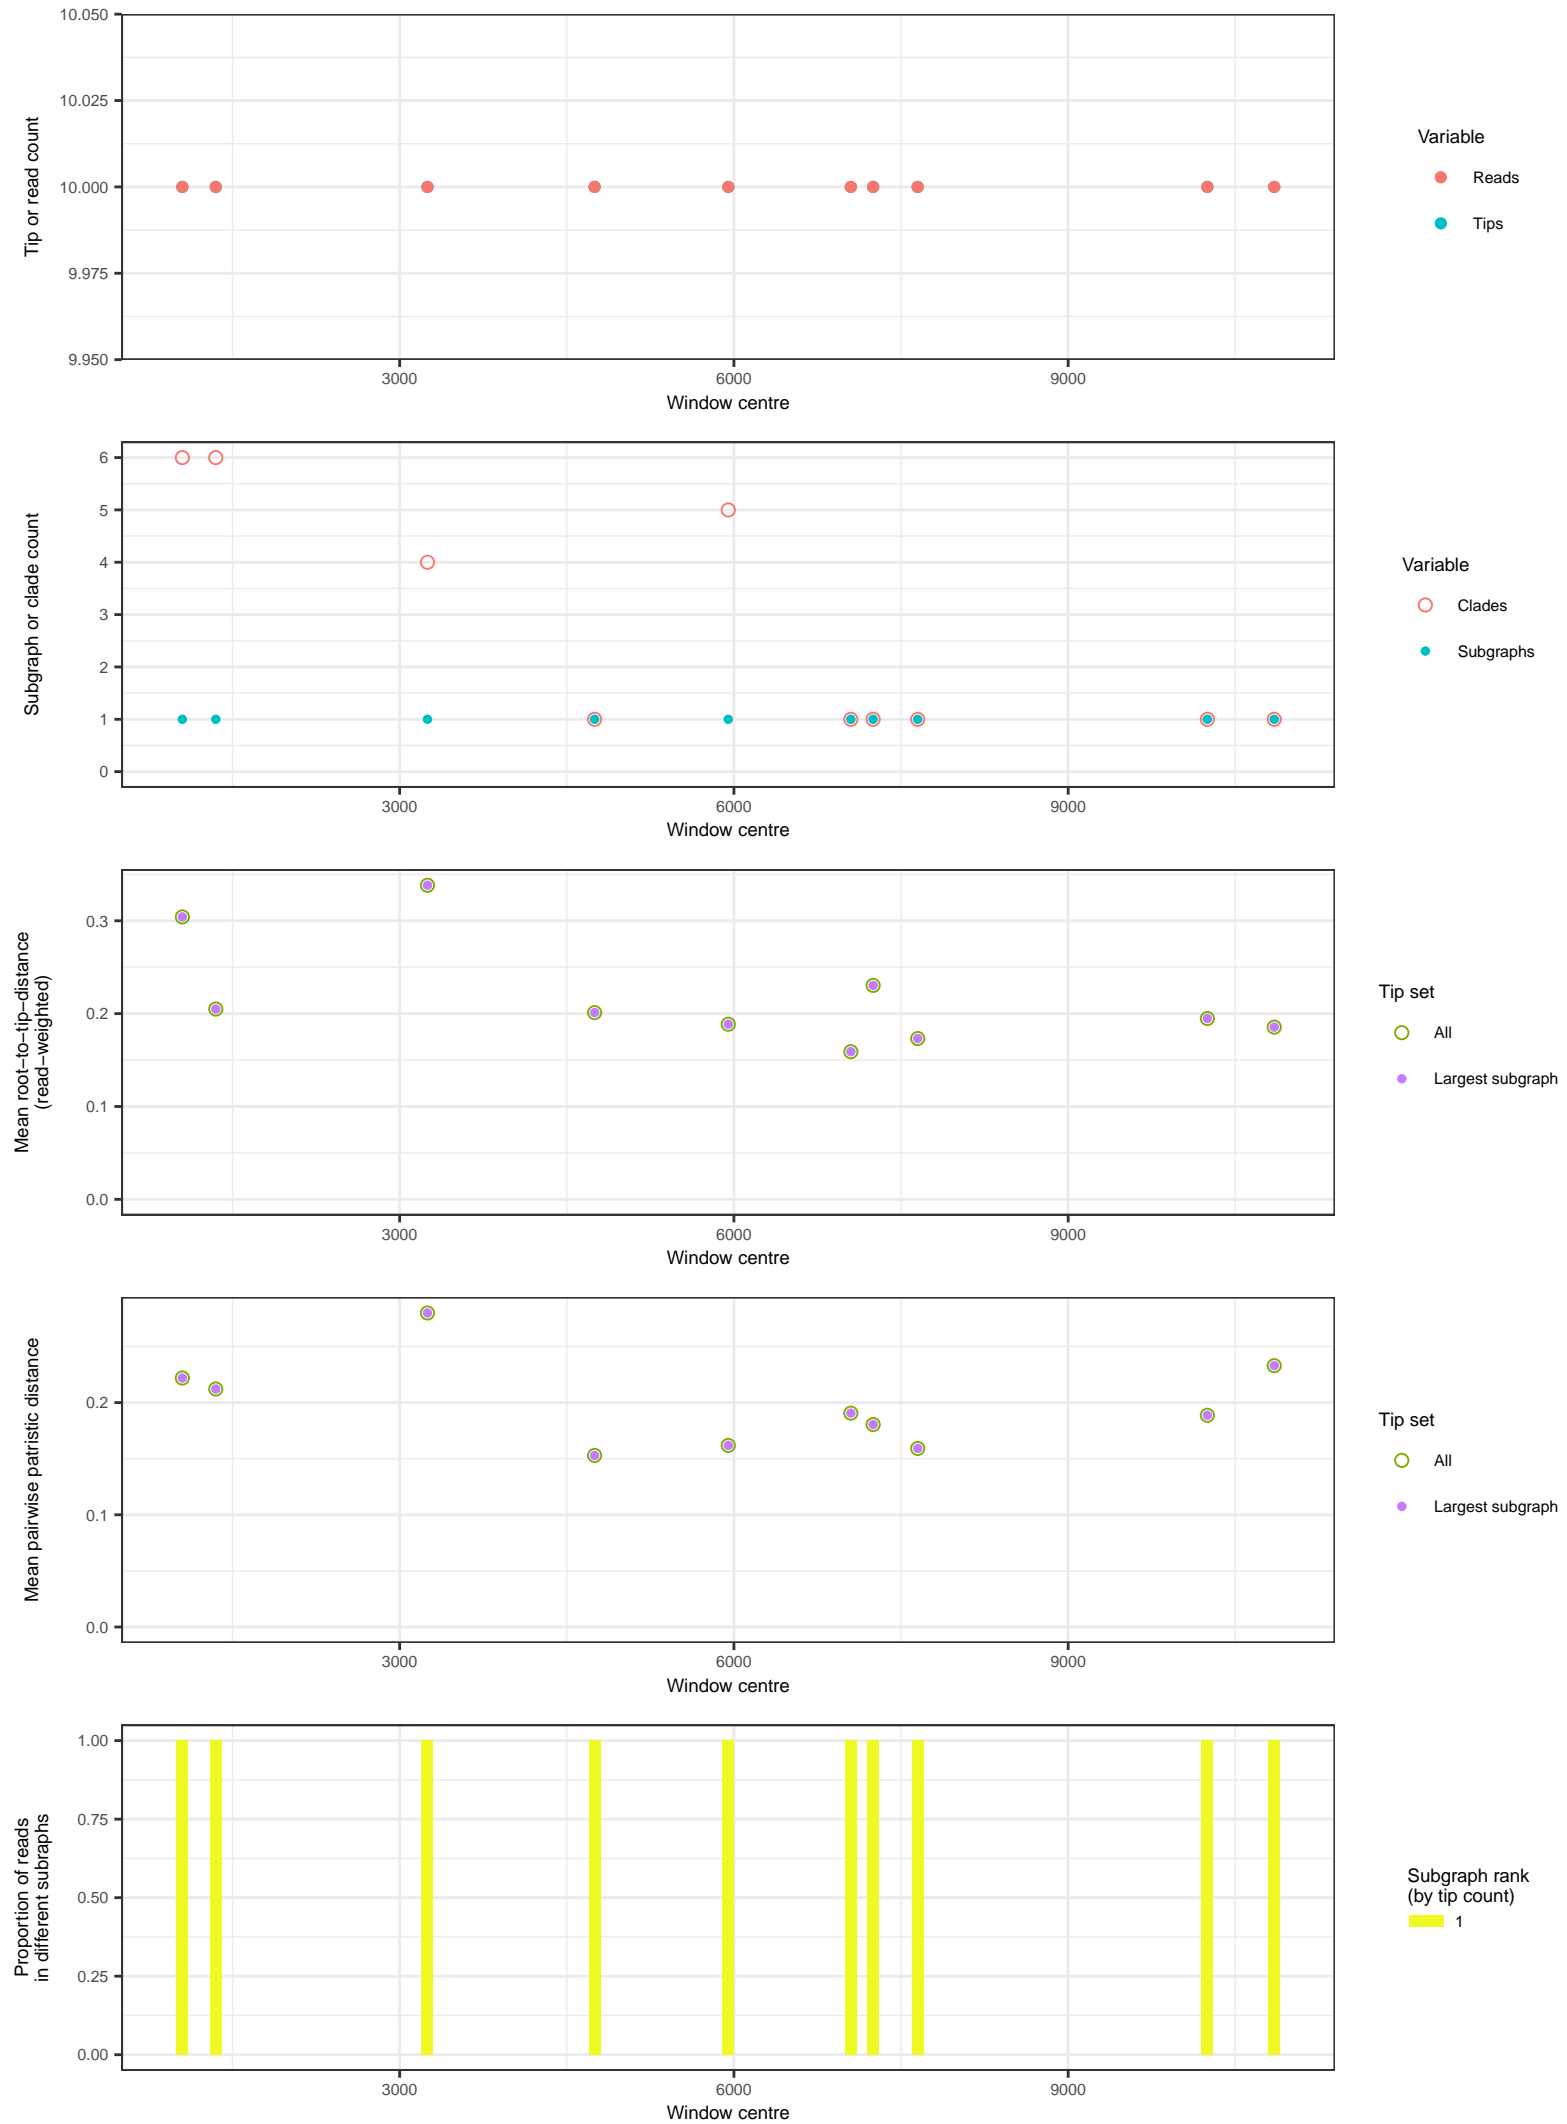 10.050
10.025
10.000
9.975
9.950
Tip or read count
3000
6000
9000
Window centre
Variable
Reads
Tips
6
5
4
3
2
1
0
Subgraph or clade count
3000
6000
9000
Window centre
Variable
Clades
Subgraphs
0.3
0.2
0.1
0.0
Mean root−to−tip−distance
(read−weighted)
3000
6000
9000
Window centre
Tip set
All
Largest subgraph
0.2
0.1
0.0
Mean pairwise patristic distance
3000
6000
9000
Window centre
Tip set
All
Largest subgraph
1.00
0.75
0.50
0.25
0.00
Proportion of reads
in different subraphs
3000
6000
9000
Window centre
Subgraph rank
(by tip count)
1